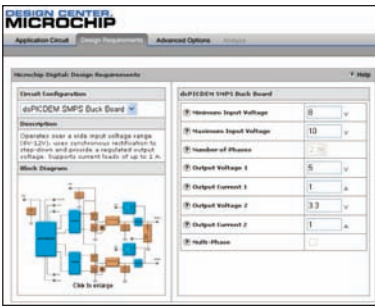 DESIGN CENTER
MICROCHIP
Application Circuit
Design Requirements
Advanced Options
Analysis
Microchip Digital: Design Requirements
Help
Circuit Configuration
dsPICDEM SMPS Buck Board
Description
Operates over a wide input voltage range
(8V-12V); uses synchronous rectification to
step-down and provide a regulated output
voltage. Supports current loads of up to 1 A.
Block Diagram
Click to enlarge
dsPICDEM SMPS Buck Board
Minimum Input Voltage 8 V
Maximum Input Voltage 10 V
Number of Phases 2
Output Voltage 1 5 V
Output Current 1 1 A
Output Voltage 2 3.3 V
Output Current 2 1 A
Multi-Phase